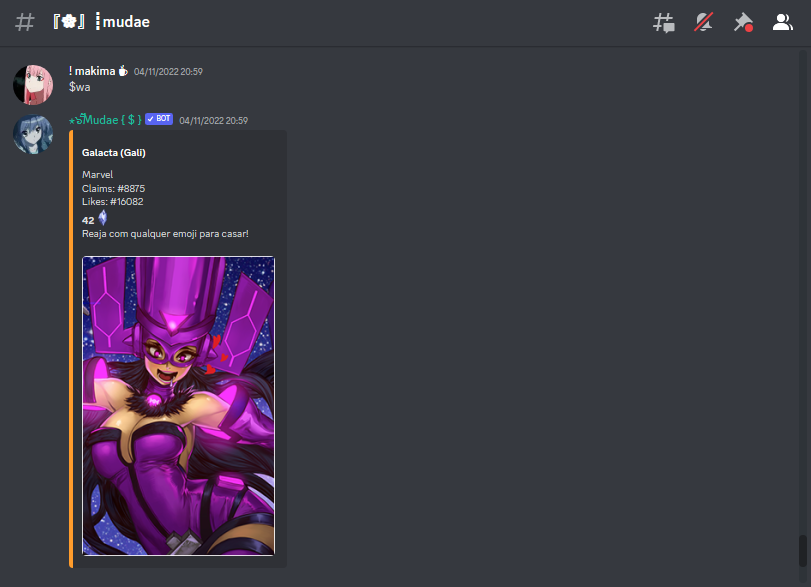 『❁』┋mudae
! makima ☕ 04/11/2022 20:59
$wa
Mudae { $ } ✓ BOT 04/11/2022 20:59
Galacta (Gali)
Marvel
Claims: #8875
Likes: #16082
42
Reaja com qualquer emoji para casar!